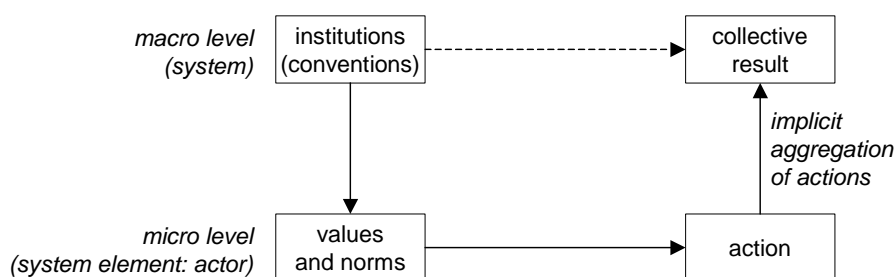 macro level
(system)
institutions
(conventions)
collective
result
implicit
aggregation
of actions
micro level
(system element: actor)
values
and norms
action